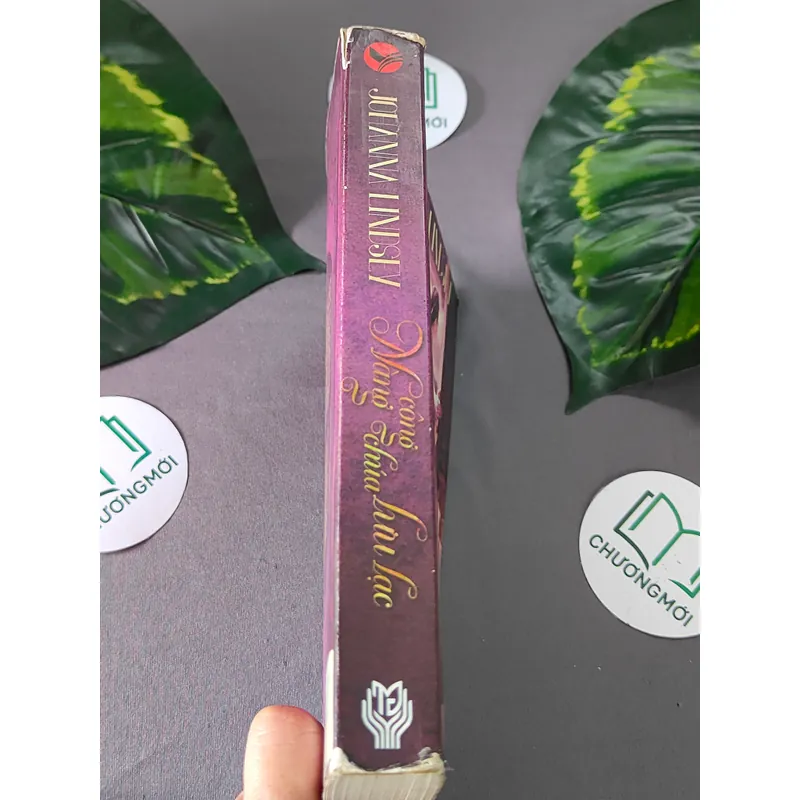 JOHANNA LINDSEY
Nàng công
chúa lưu lạc
CHƯƠNGMỚI
CHƯƠNGMỚI